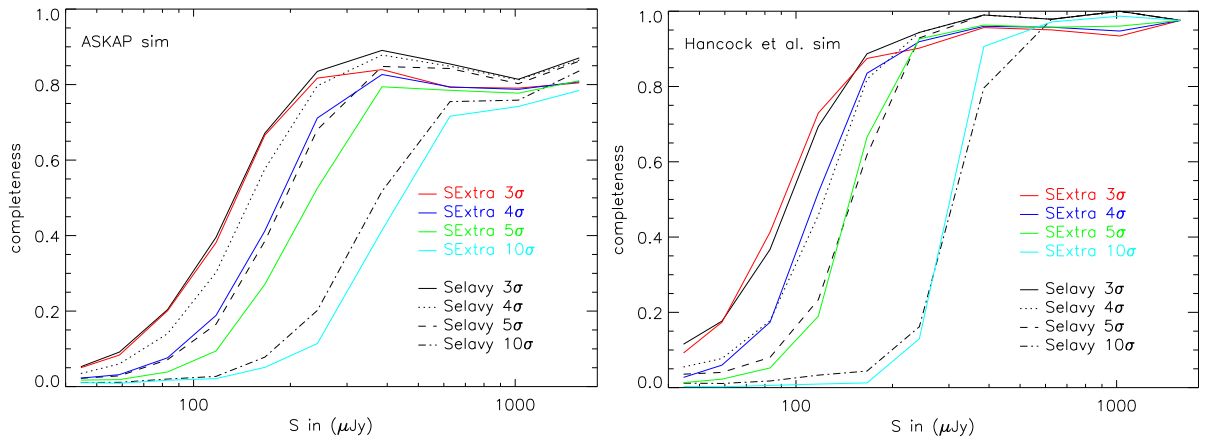 ASKAP sim
completeness
1.0
0.8
0.6
0.4
0.2
0.0
SExtra 3σ
SExtra 4σ
SExtra 5σ
SExtra 10σ
Selavy 3σ
Selavy 4σ
Selavy 5σ
Selavy 10σ
100
1000
S in (μJy)
Hancock et al. sim
completeness
1.0
0.8
0.6
0.4
0.2
0.0
SExtra 3σ
SExtra 4σ
SExtra 5σ
SExtra 10σ
Selavy 3σ
Selavy 4σ
Selavy 5σ
Selavy 10σ
100
1000
S in (μJy)